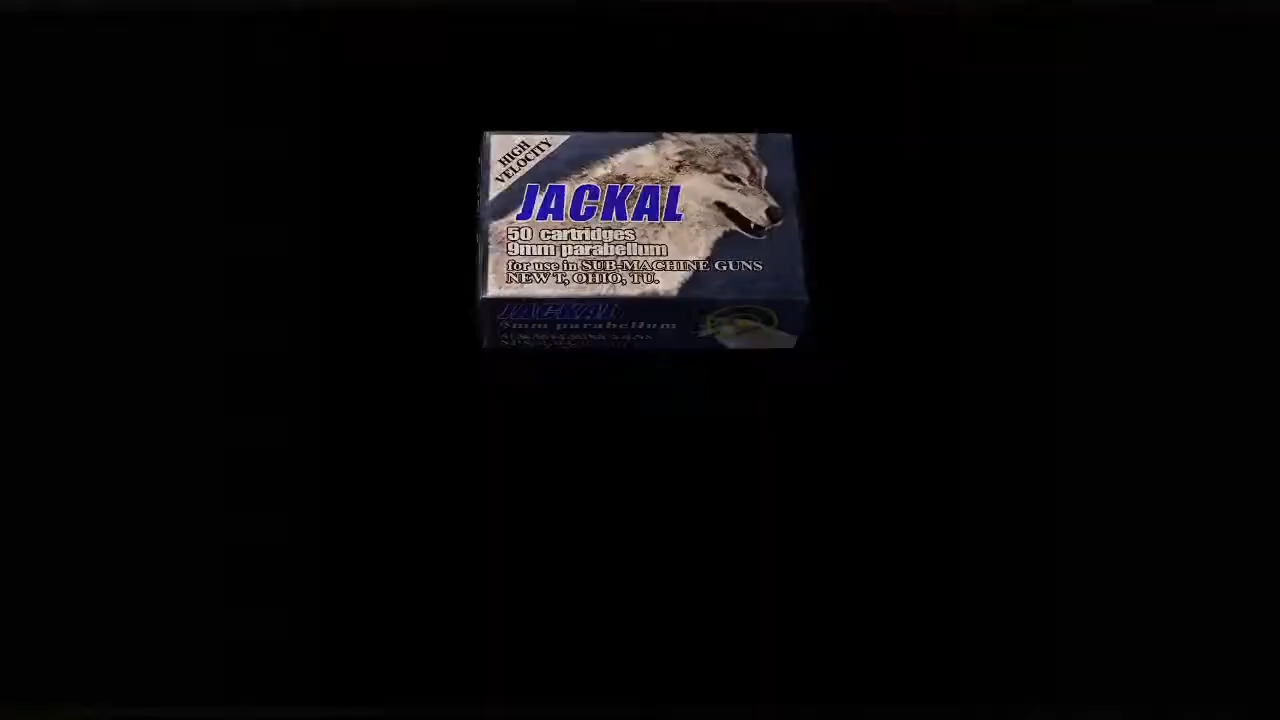 HIGH
VELOCITY
JACKAL
50 cartridges
9mm parabellum
for use in SUB-MACHINE GUNS
NEW T, OHIO, TU.
JACKAL
9mm parabellum